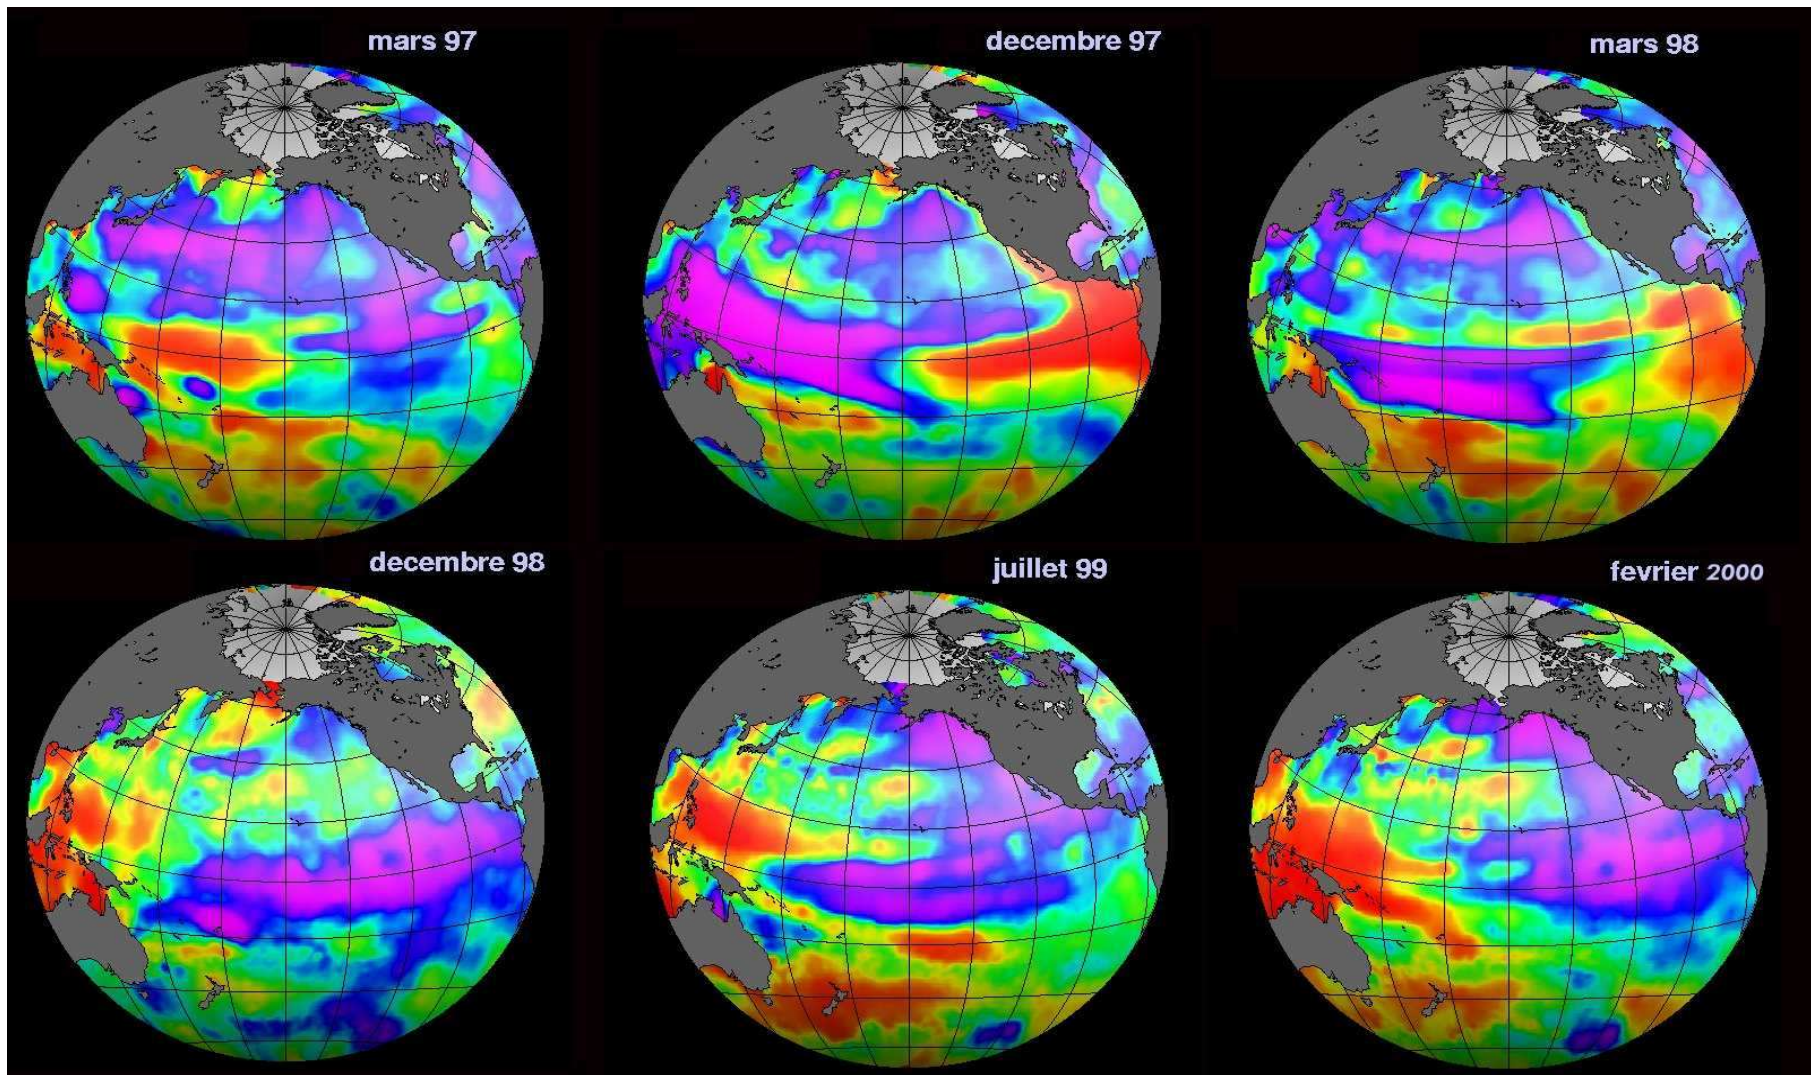 mars 97
decembre 97
mars 98
decembre 98
juillet 99
fevrier 2000